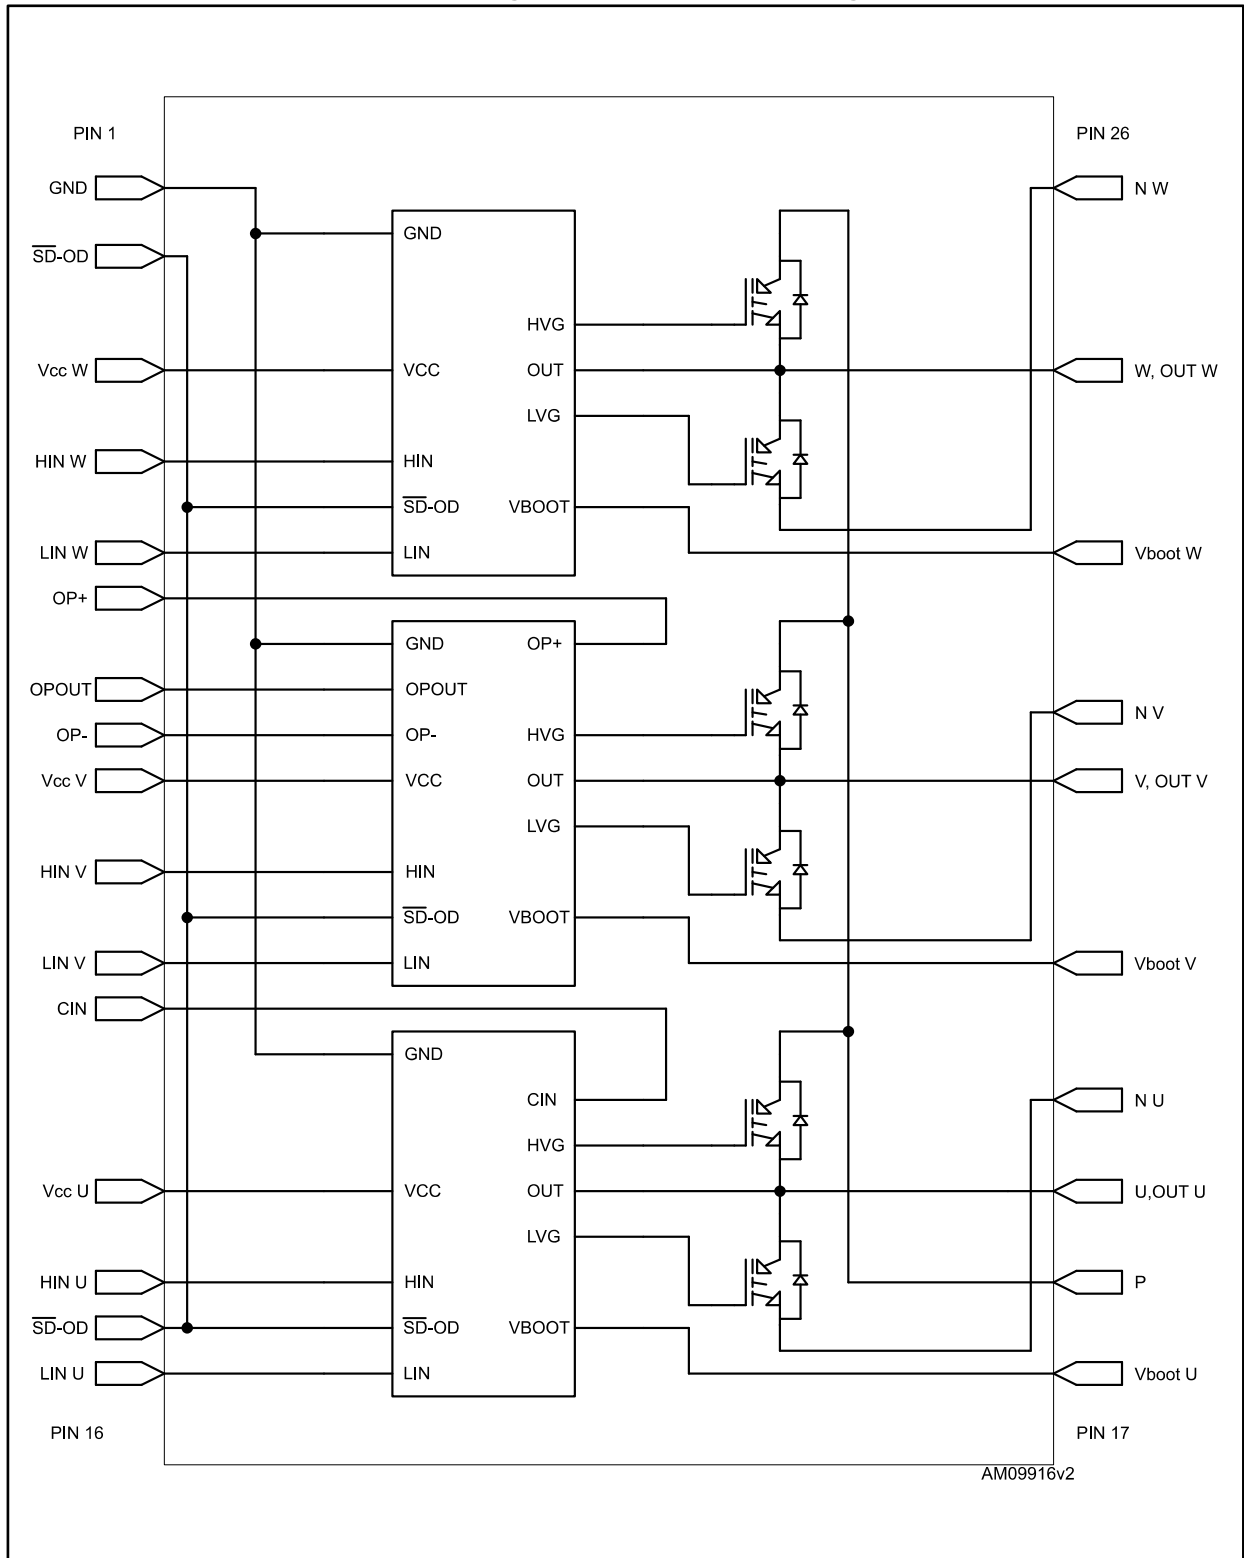 PIN 1
PIN 26
GND
N W
SD-OD
Vcc W
W, OUT W
HIN W
LIN W
Vboot W
GND
HVG
VCC
OUT
LVG
HIN
SD-OD
VBOOT
LIN
OP+
OPOUT
OP-
Vcc V
HIN V
LIN V
GND
OP+
OPOUT
OP-
HVG
VCC
OUT
LVG
HIN
SD-OD
VBOOT
LIN
N V
V, OUT V
Vboot V
CIN
Vcc U
HIN U
SD-OD
LIN U
GND
CIN
HVG
VCC
OUT
LVG
HIN
SD-OD
VBOOT
LIN
N U
U,OUT U
P
Vboot U
PIN 16
PIN 17
AM09916v2